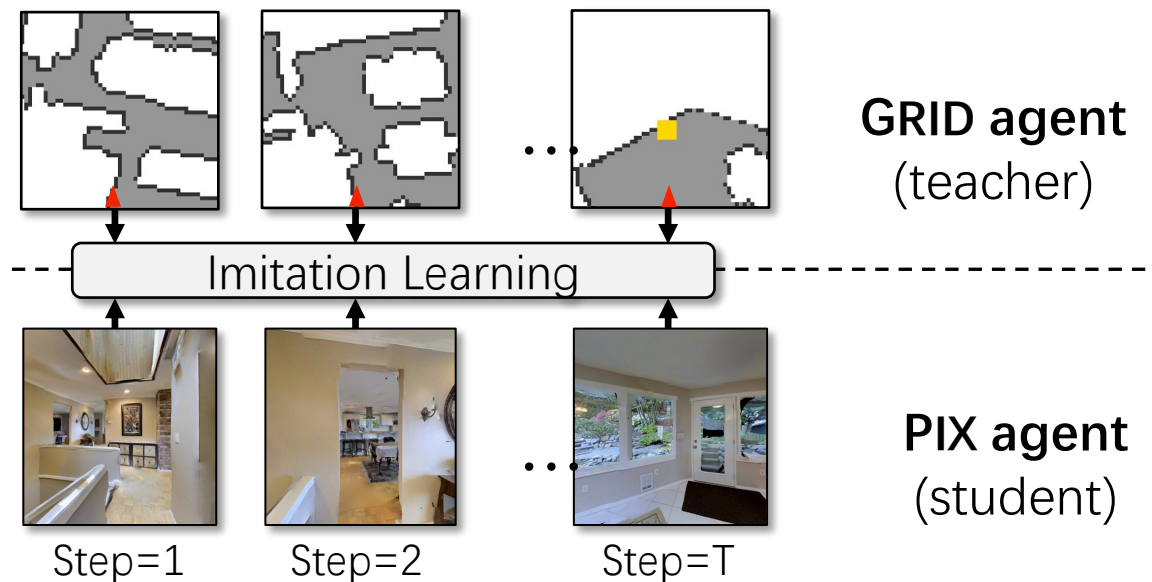 GRID agent
(teacher)
...
Imitation Learning
PIX agent
(student)
...
Step=1
Step=2
Step=T